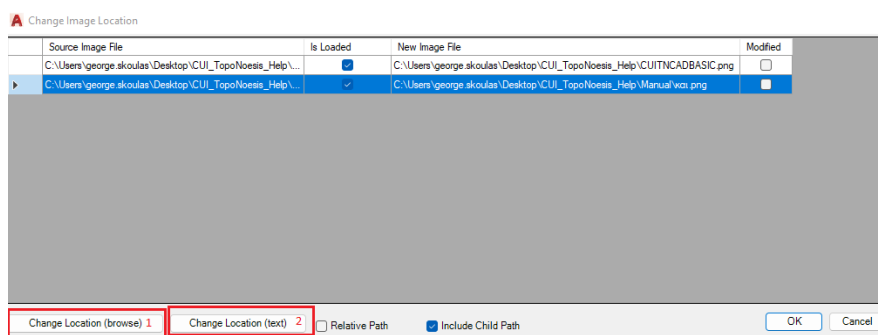 Change Image Location
Source Image File Is Loaded New Image File Modified
C:\Users\george.skoulas\Desktop\CUI_TopoNoesis_Help\... C:\Users\george.skoulas\Desktop\CUI_TopoNoesis_Help\CUITNCADBASIC.png
C:\Users\george.skoulas\Desktop\CUI_TopoNoesis_Help\... C:\Users\george.skoulas\Desktop\CUI_TopoNoesis_Help\Manual\και.png
Change Location (browse) 1 Change Location (text) 2 Relative Path Include Child Path OK Cancel